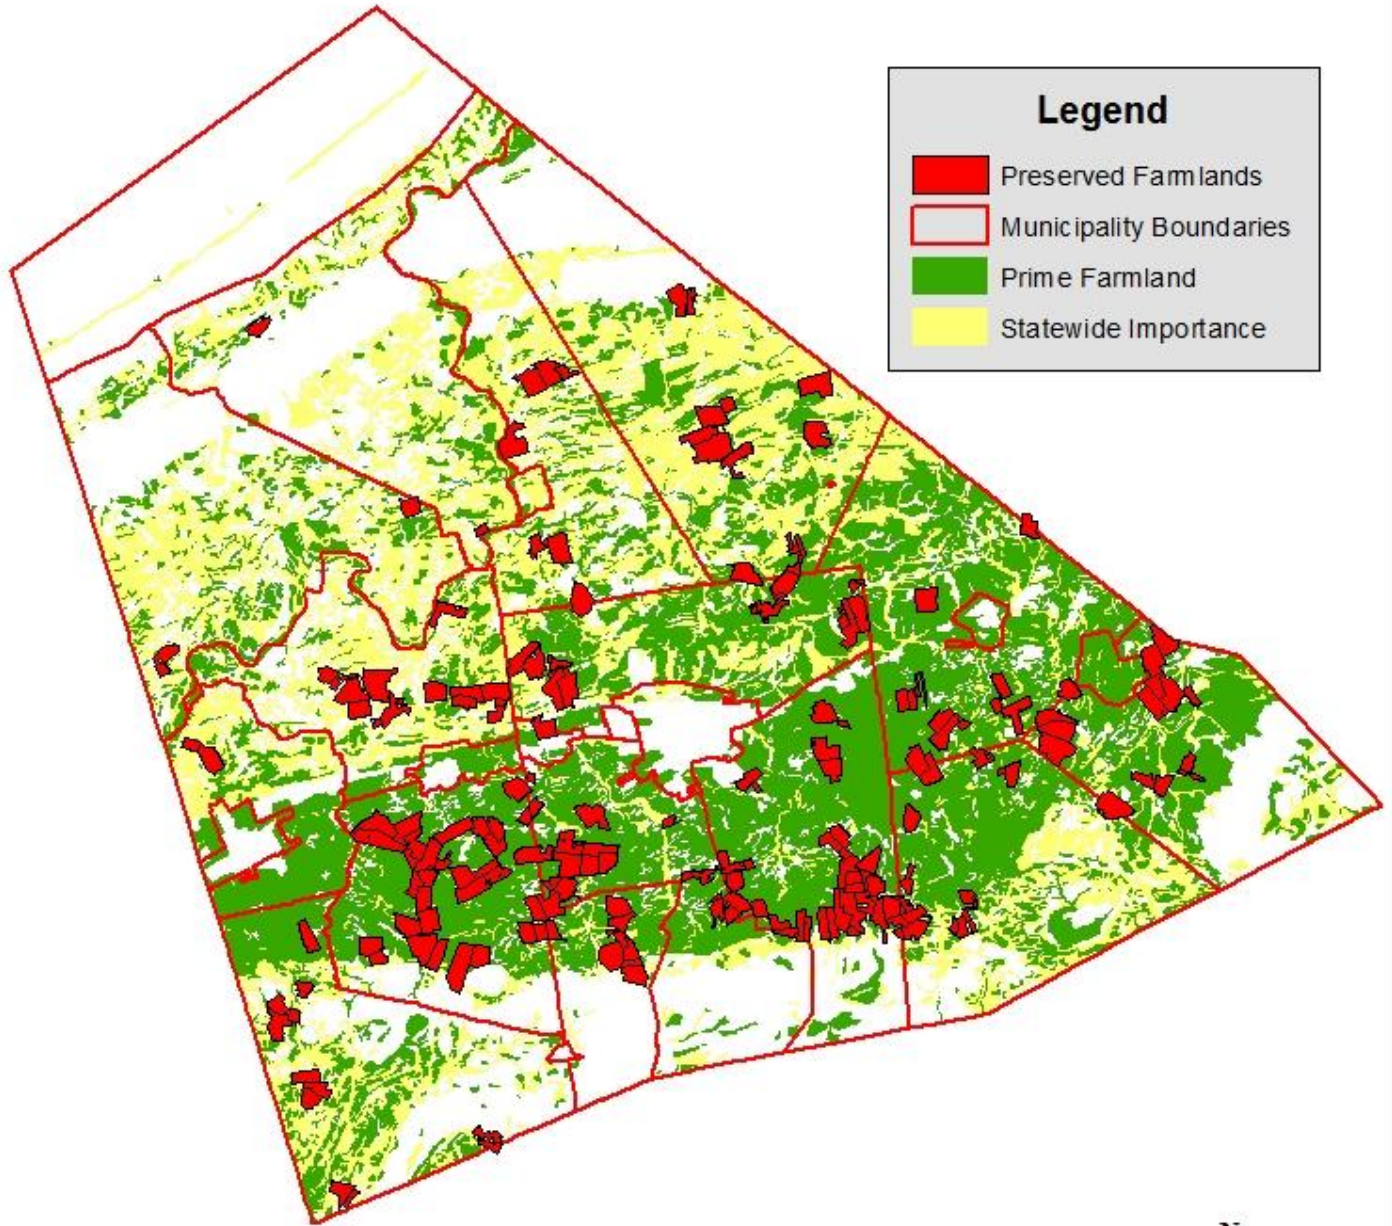 Legend
Preserved Farmlands
Municipality Boundaries
Prime Farmland
Statewide Importance